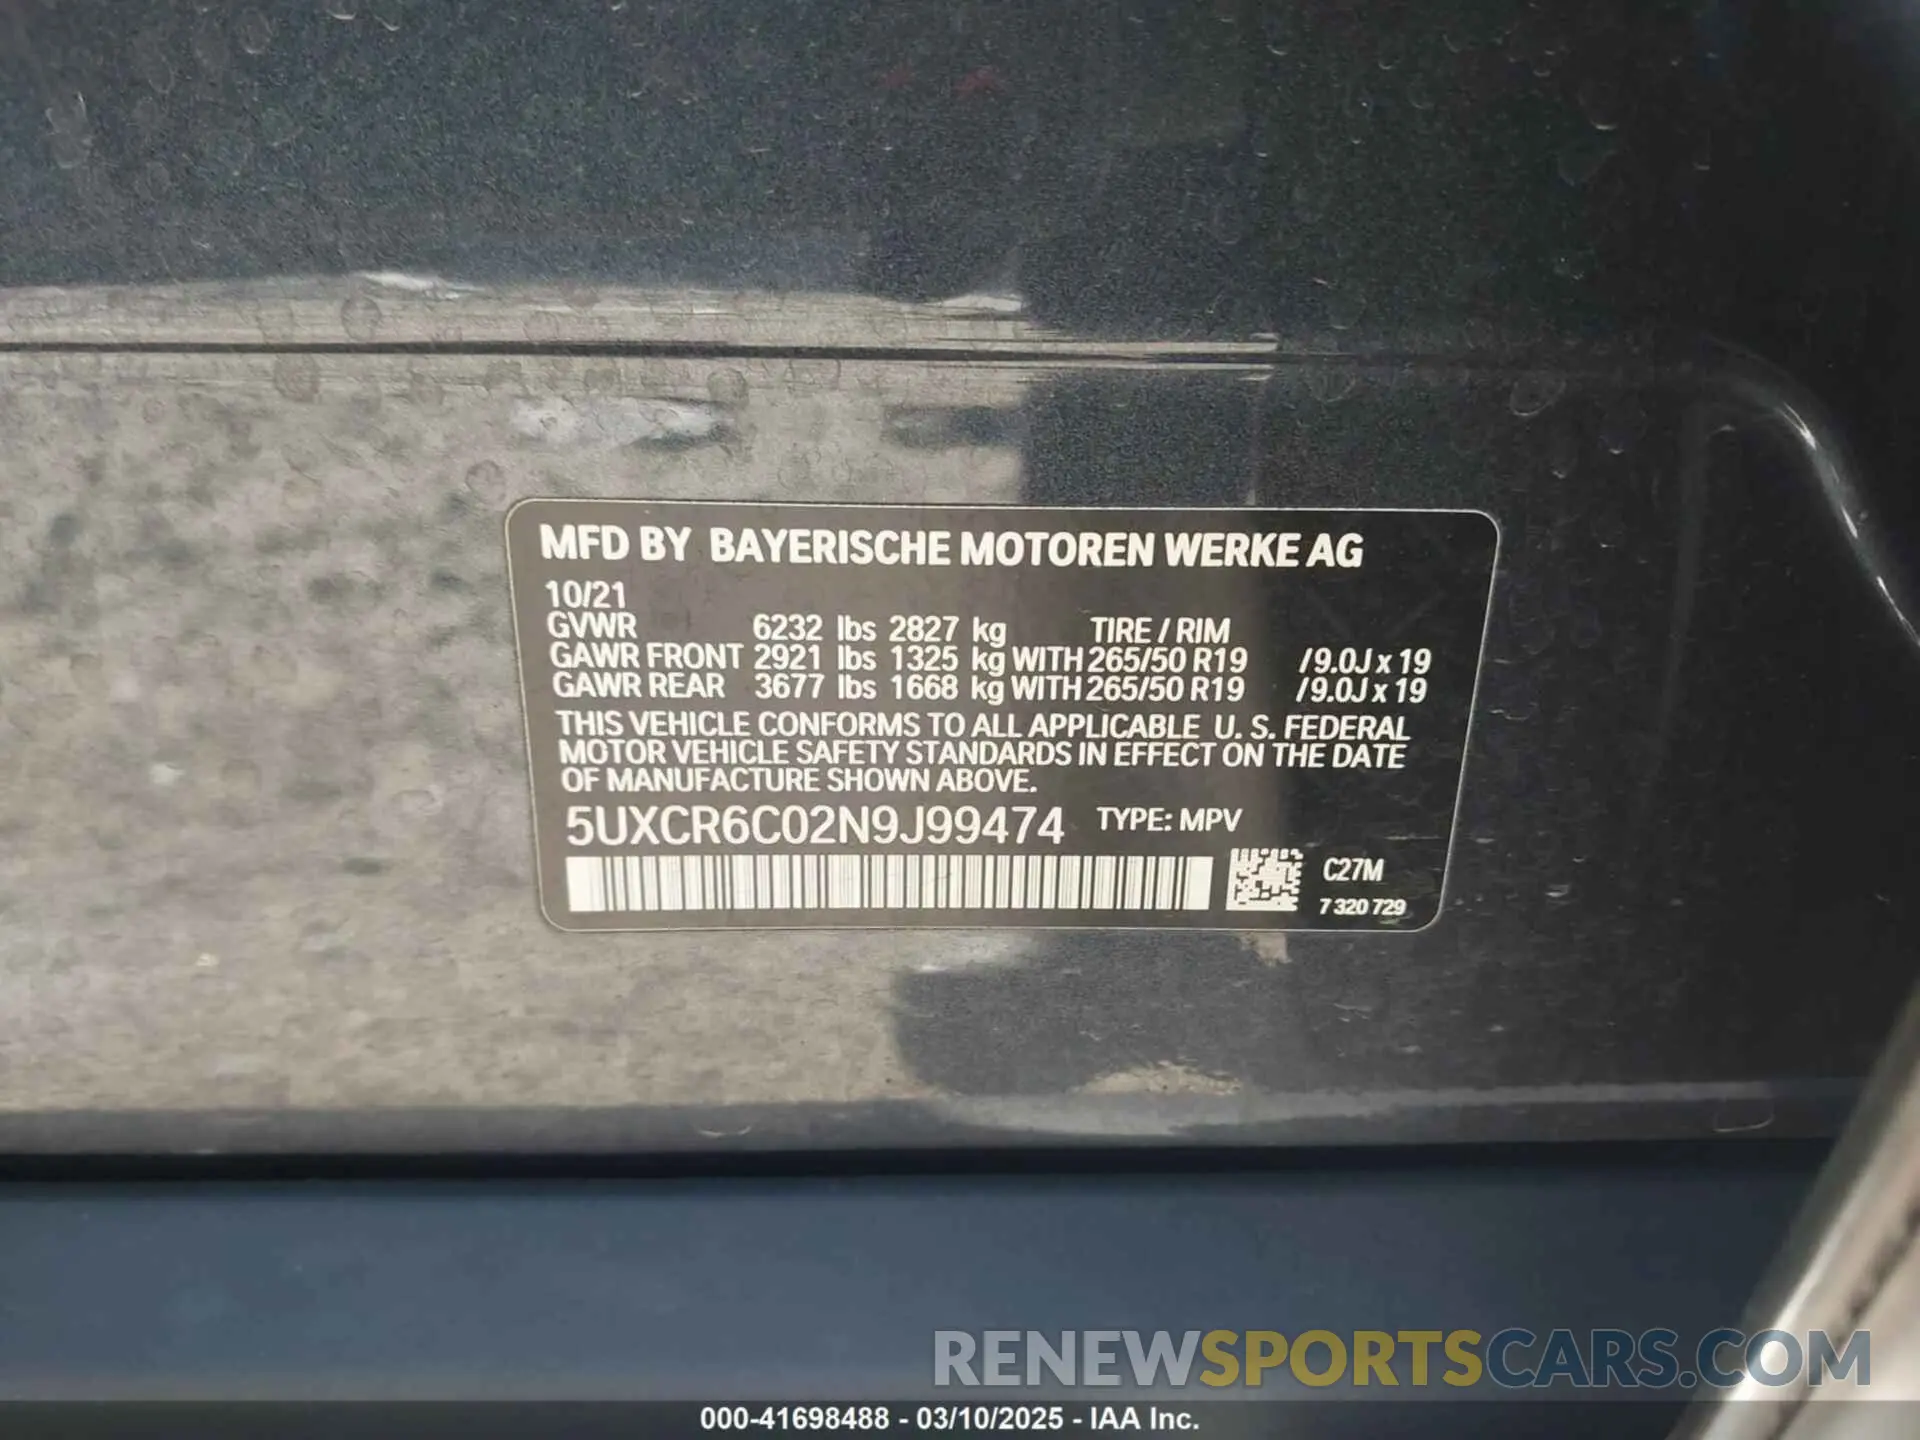 MFD BY BAYERISCHE MOTOREN WERKE AG
10/21
GVWR 6232 lbs 2827 kg TIRE / RIM
GAWR FRONT 2921 lbs 1325 kg WITH 265/50 R19 /9.0J x 19
GAWR REAR 3677 lbs 1668 kg WITH 265/50 R19 /9.0J x 19
THIS VEHICLE CONFORMS TO ALL APPLICABLE U. S. FEDERAL
MOTOR VEHICLE SAFETY STANDARDS IN EFFECT ON THE DATE
OF MANUFACTURE SHOWN ABOVE.
5UXCR6C02N9J99474 TYPE: MPV
C27M
7 320 729
RENEWSPORTSCARS.COM
000-41698488 - 03/10/2025 - IAA Inc.